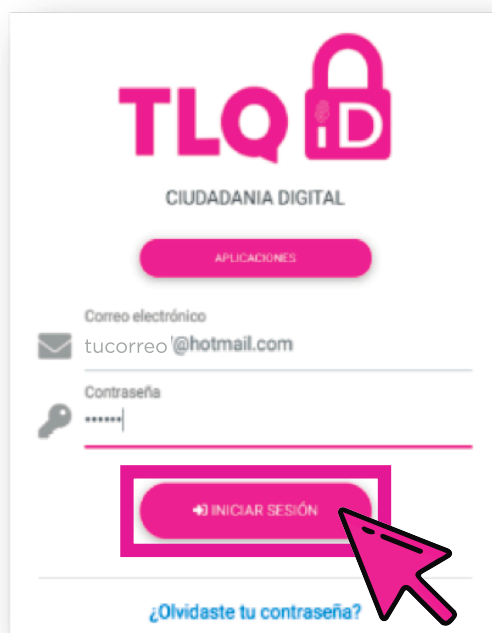 TLQ iD
CIUDADANIA DIGITAL
APLICACIONES
Correo electrónico
tucorreo'@hotmail.com
Contraseña
••••••
INICIAR SESIÓN
¿Olvidaste tu contraseña?